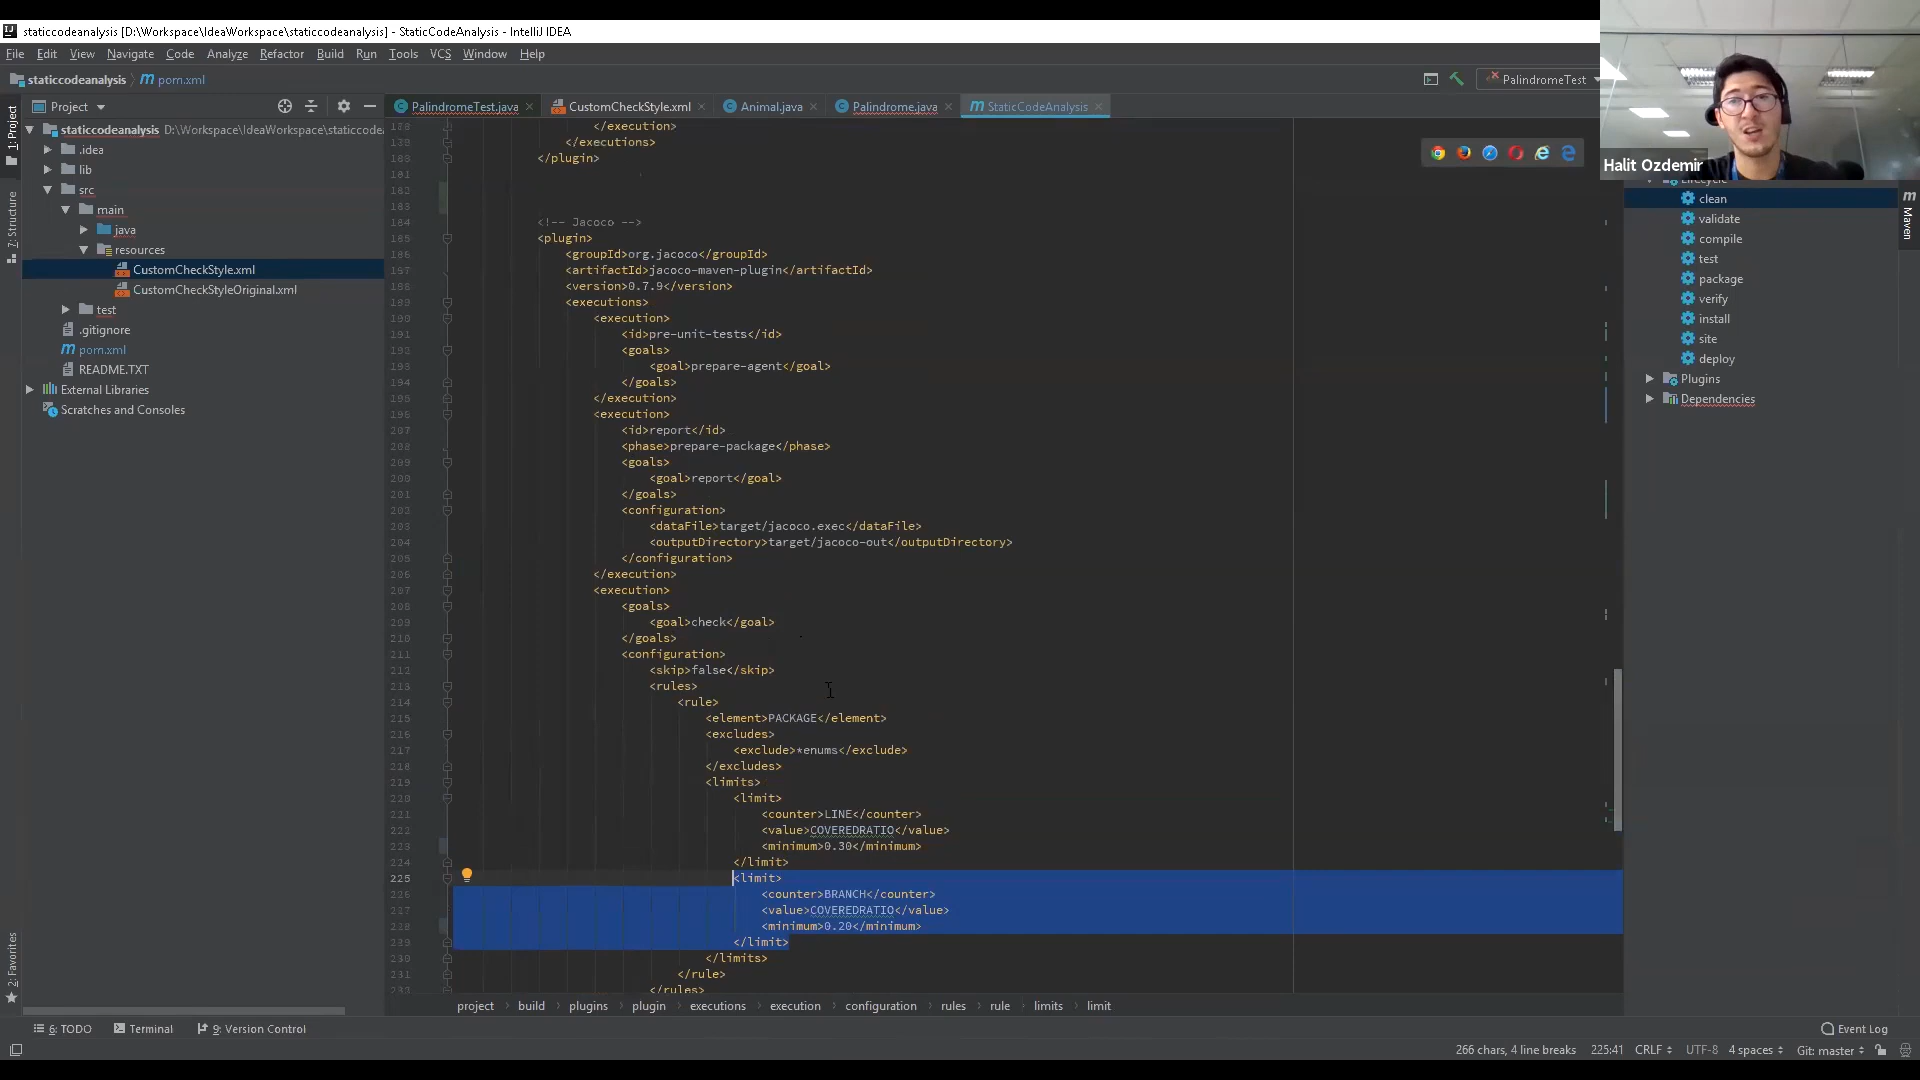 staticcodeanalysis [D:\Workspace\IdeaWorkspace\staticcodeanalysis] - StaticCodeAnalysis - IntelliJ IDEA
File Edit View Navigate Code Analyze Refactor Build Run Tools VCS Window Help
staticcodeanalysis pom.xml
PalindromeTest
Project
PalindromeTest.java CustomCheckStyle.xml Animal.java Palindrome.java StaticCodeAnalysis
Halit Ozdemir
1: Project
7: Structure
2: Favorites
staticcodeanalysis D:\Workspace\IdeaWorkspace\staticcodea
.idea
lib
src
main
java
resources
CustomCheckStyle.xml
CustomCheckStyleOriginal.xml
test
.gitignore
pom.xml
README.TXT
External Libraries
Scratches and Consoles
</execution>
</executions>
</plugin>
<!-- Jacoco -->
<plugin>
<groupId>org.jacoco</groupId>
<artifactId>jacoco-maven-plugin</artifactId>
<version>0.7.9</version>
<executions>
<execution>
<id>pre-unit-tests</id>
<goals>
<goal>prepare-agent</goal>
</goals>
</execution>
<execution>
<id>report</id>
<phase>prepare-package</phase>
<goals>
<goal>report</goal>
</goals>
<configuration>
<dataFile>target/jacoco.exec</dataFile>
<outputDirectory>target/jacoco-out</outputDirectory>
</configuration>
</execution>
<execution>
<goals>
<goal>check</goal>
</goals>
<configuration>
<skip>false</skip>
<rules>
<rule>
<element>PACKAGE</element>
<excludes>
<exclude>*enums</exclude>
</excludes>
<limits>
<limit>
<counter>LINE</counter>
<value>COVEREDRATIO</value>
<minimum>0.30</minimum>
</limit>
225 <limit>
<counter>BRANCH</counter>
<value>COVEREDRATIO</value>
<minimum>0.20</minimum>
</limit>
</limits>
</rule>
</rules>
Lifecycle
clean
validate
compile
test
package
verify
install
site
deploy
Plugins
Dependencies
Maven
project build plugins plugin executions execution configuration rules rule limits limit
6: TODO Terminal 9: Version Control Event Log
266 chars, 4 line breaks 225:41 CRLF UTF-8 4 spaces Git: master